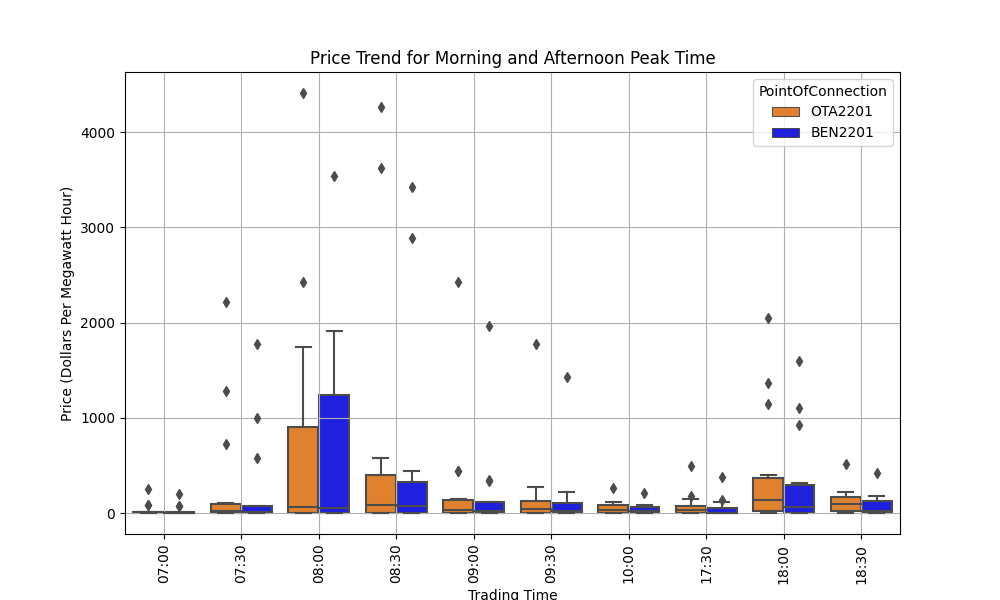 Price Trend for Morning and Afternoon Peak Time
PointOfConnection
OTA2201
BEN2201
Price (Dollars Per Megawatt Hour)
4000
3000
2000
1000
0
07:00
07:30
08:00
08:30
09:00
09:30
10:00
17:30
18:00
18:30
Trading Time